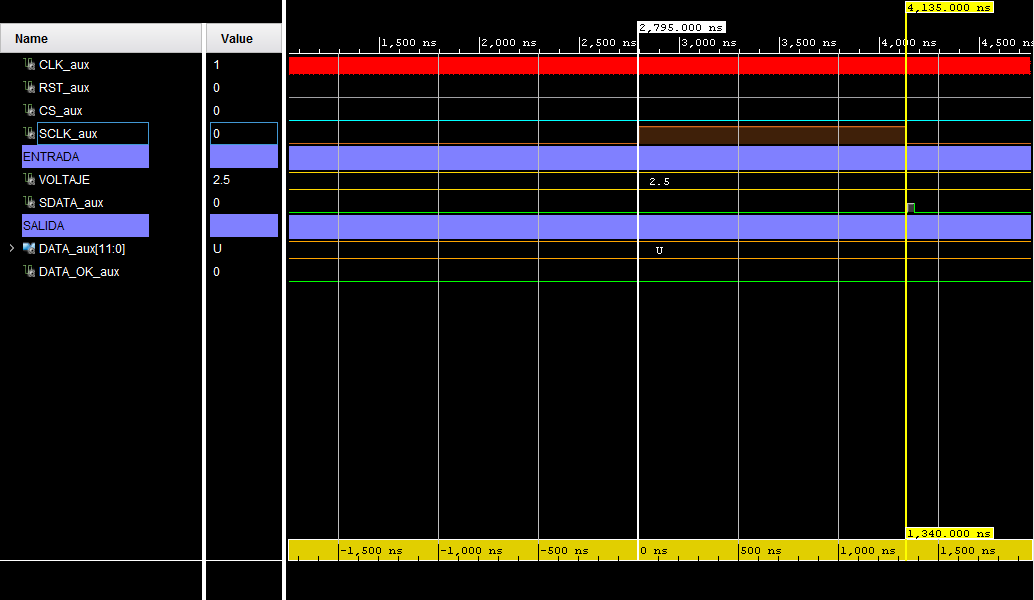 4,135.000 ns
2,795.000 ns
Name Value
1,500 ns 2,000 ns 2,500 ns 3,000 ns 3,500 ns 4,000 ns 4,500 ns
CLK_aux 1
RST_aux 0
CS_aux 0
SCLK_aux 0
ENTRADA
VOLTAJE 2.5 2.5
SDATA_aux 0
SALIDA
DATA_aux[11:0] U U
DATA_OK_aux 0
1,340.000 ns
-1,500 ns -1,000 ns -500 ns 0 ns 500 ns 1,000 ns 1,500 ns